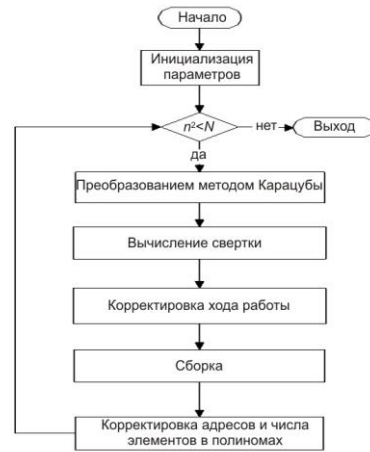 Начало
Инициализация
параметров
n²<N
нет
Выход
да
Преобразованием методом Карацубы
Вычисление свертки
Корректировка хода работы
Сборка
Корректировка адресов и числа
элементов в полиномах